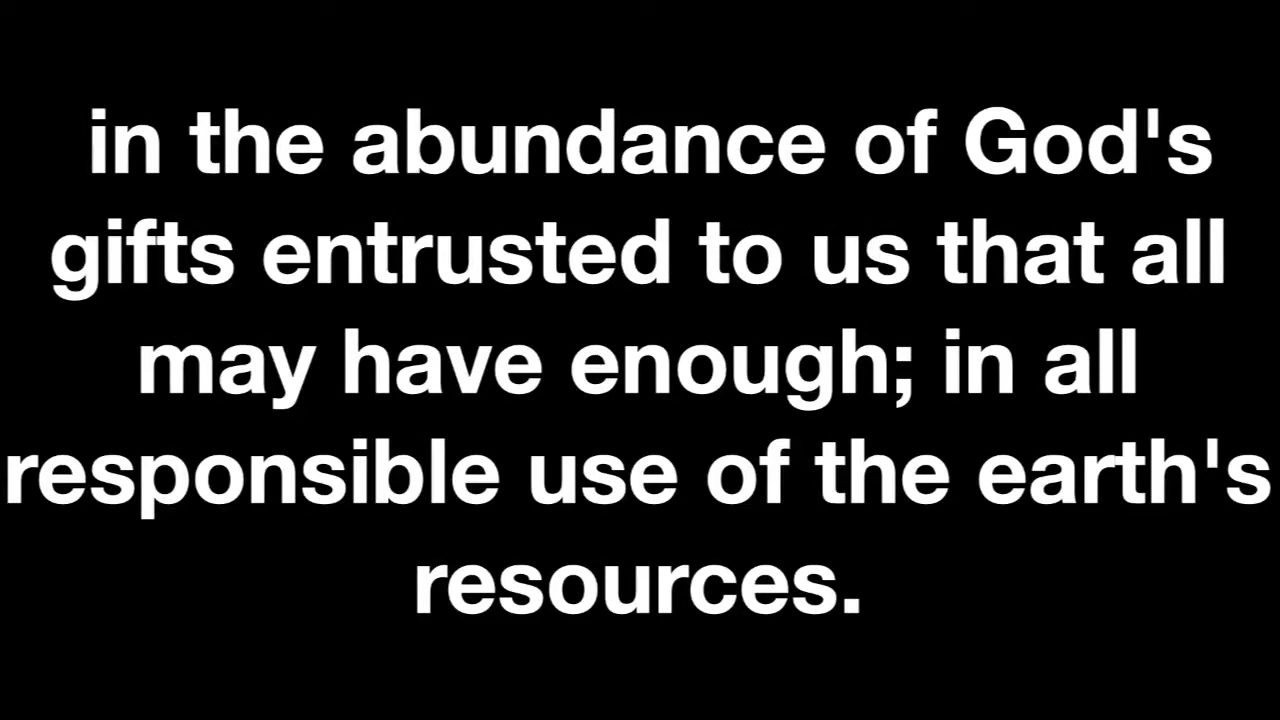 in the abundance of God's
gifts entrusted to us that all
may have enough; in all
responsible use of the earth's
resources.